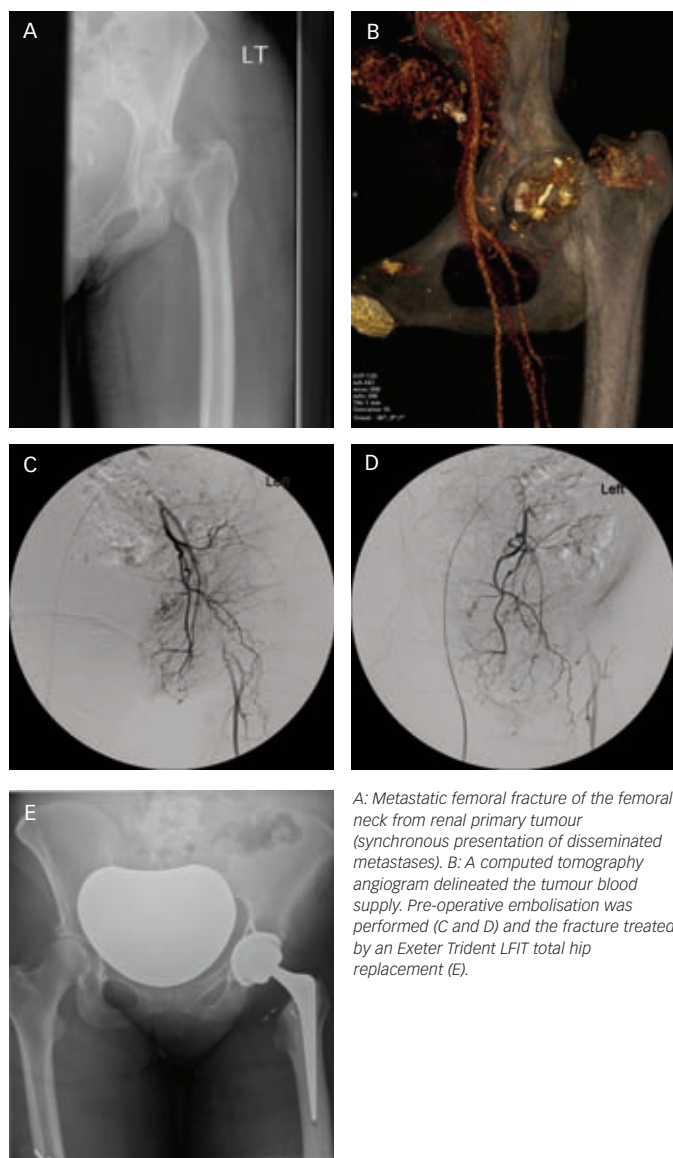 A
LT
B
C
Left
D
Left
E
A: Metastatic femoral fracture of the femoral
neck from renal primary tumour
(synchronous presentation of disseminated
metastases). B: A computed tomography
angiogram delineated the tumour blood
supply. Pre-operative embolisation was
performed (C and D) and the fracture treated
by an Exeter Trident LFIT total hip
replacement (E).